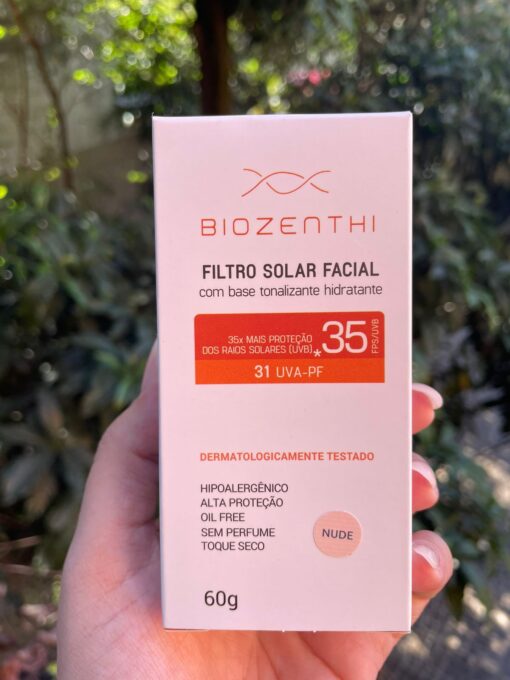 BIOZENTHI
FILTRO SOLAR FACIAL
com base tonalizante hidratante
35x MAIS PROTEÇÃO
DOS RAIOS SOLARES (UVB)*
35
FPS/UVB
31 UVA-PF
DERMATOLOGICAMENTE TESTADO
HIPOALERGÊNICO
ALTA PROTEÇÃO
OIL FREE
SEM PERFUME
TOQUE SECO
NUDE
60g